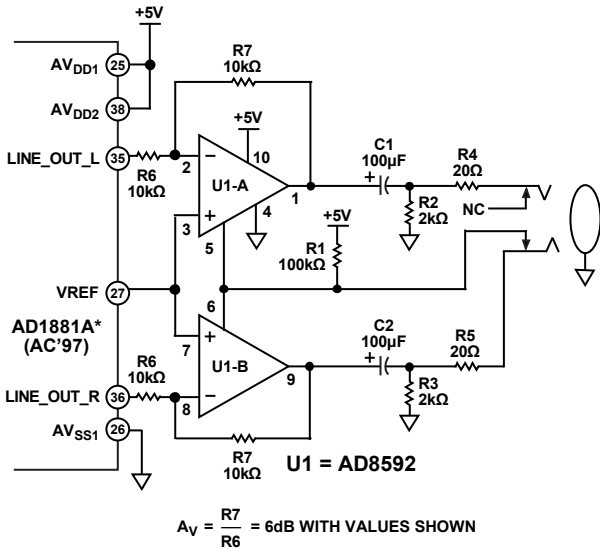 +5V
AVDD1
25
AVDD2
38
LINE_OUT_L
35
R6
10kΩ
R7
10kΩ
+5V
10
2
U1-A
1
4
3
5
C1
100µF
R4
20Ω
R2
2kΩ
NC
+5V
R1
100kΩ
VREF
27
AD1881A*
(AC'97)
6
7
U1-B
9
8
C2
100µF
R5
20Ω
R3
2kΩ
R6
10kΩ
LINE_OUT_R
36
AVSS1
26
R7
10kΩ
U1 = AD8592
AV = R7/R6 = 6dB WITH VALUES SHOWN